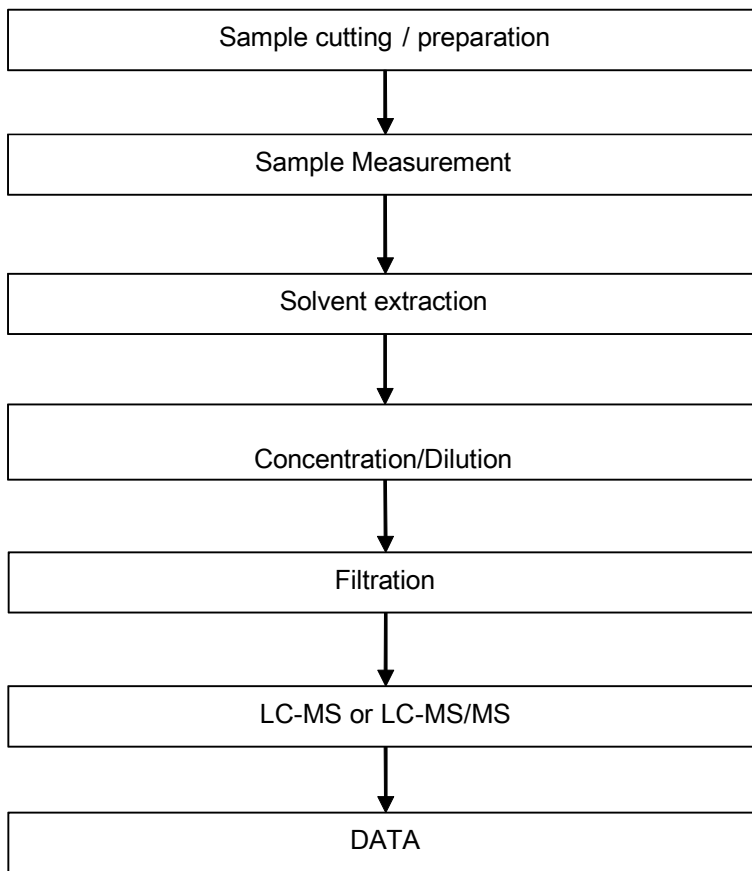 Sample cutting / preparation
Sample Measurement
Solvent extraction
Concentration/Dilution
Filtration
LC-MS or LC-MS/MS
DATA